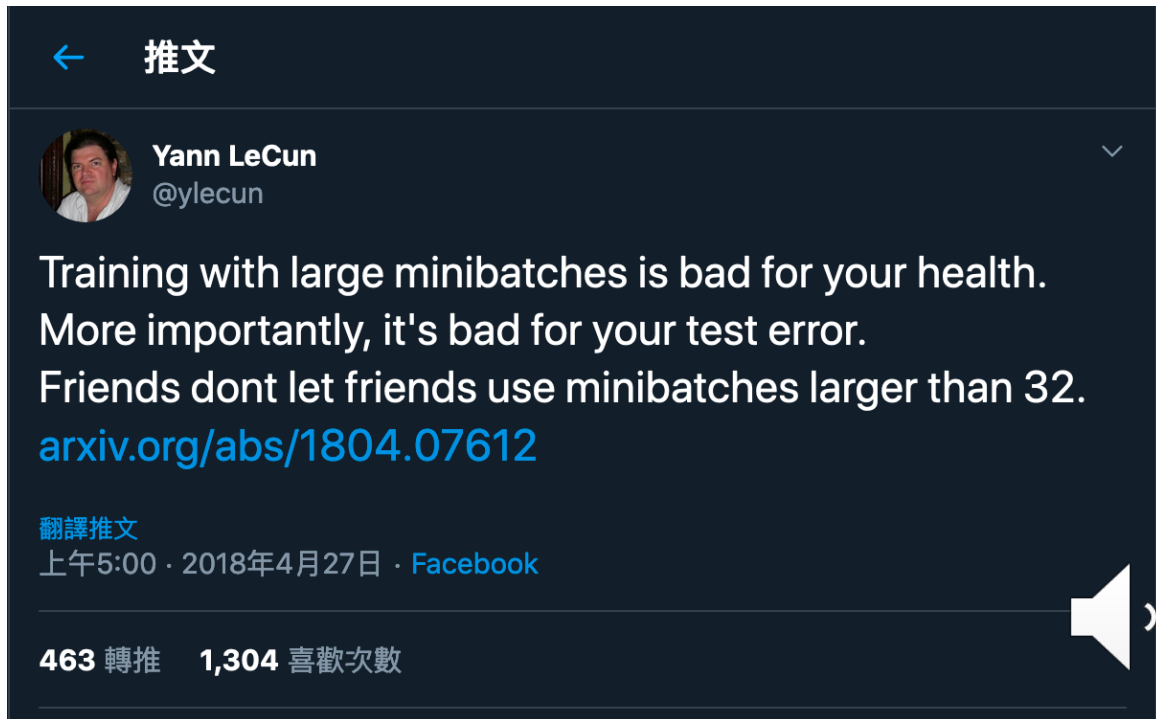 推文
Yann LeCun
@ylecun
Training with large minibatches is bad for your health.
More importantly, it's bad for your test error.
Friends dont let friends use minibatches larger than 32.
arxiv.org/abs/1804.07612
翻譯推文
上午5:00 · 2018年4月27日 · Facebook
463 轉推 1,304 喜歡次數